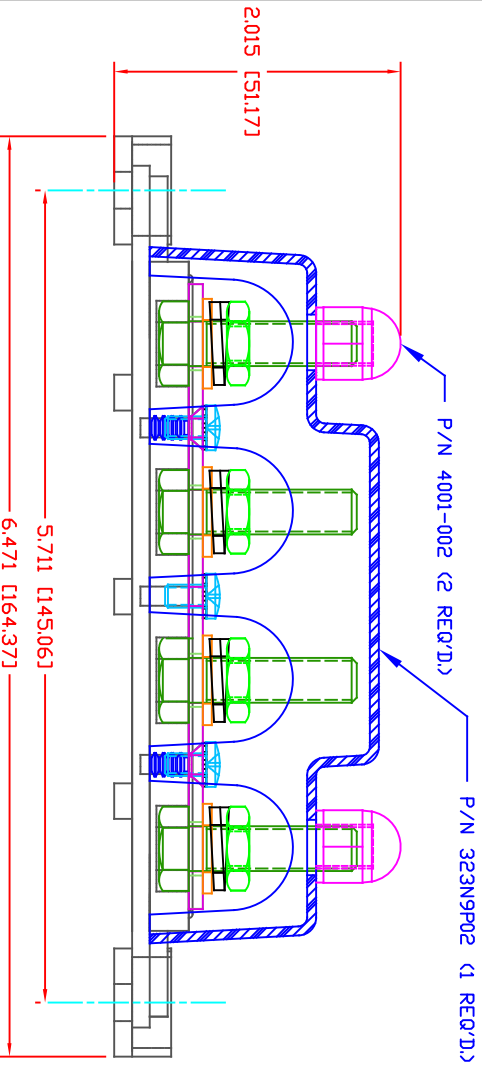 2.015 [51.17]
P/N 4001-002 (2 REQ'D.)
P/N 323N9P02 (1 REQ'D.)
5.711 [145.06]
6.471 [164.37]